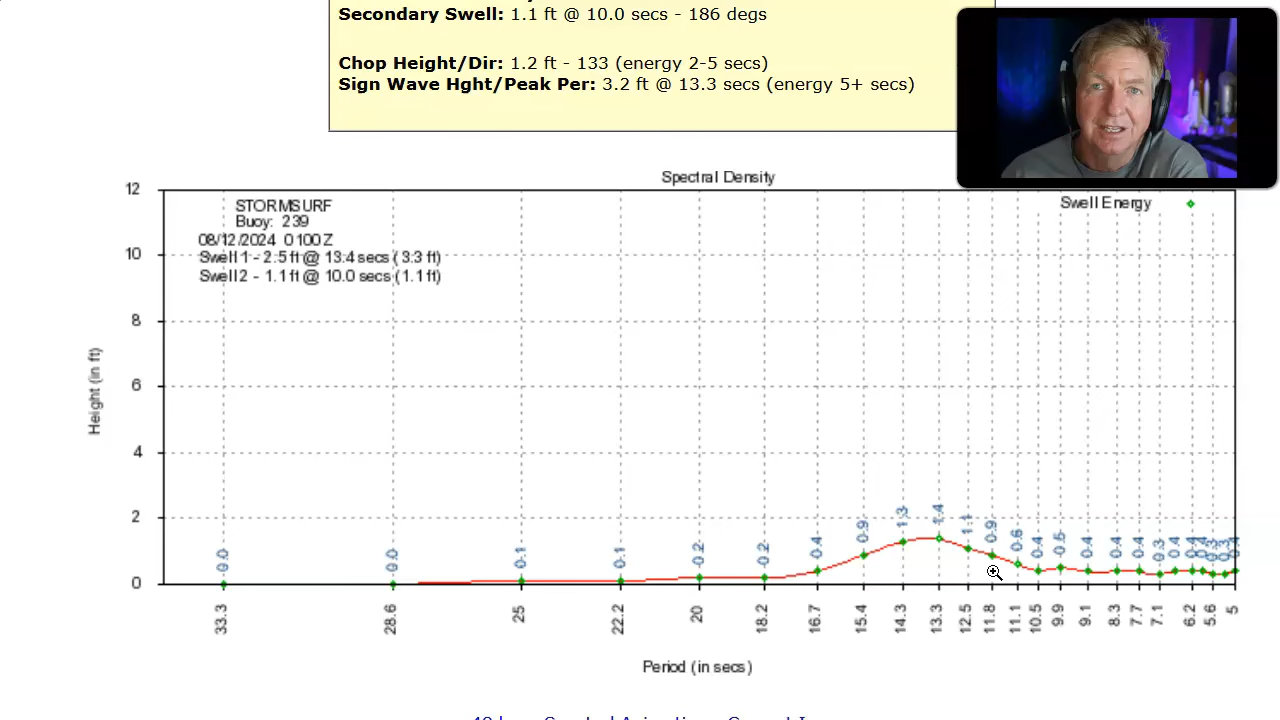 Secondary Swell: 1.1 ft @ 10.0 secs - 186 degs
Chop Height/Dir: 1.2 ft - 133 (energy 2-5 secs)
Sign Wave Hght/Peak Per: 3.2 ft @ 13.3 secs (energy 5+ secs)
Spectral Density
STORMSURF
Buoy: 239
08/12/2024 0100Z
Swell 1 - 2.5 ft @ 13.4 secs ( 3.3 ft)
Swell 2 - 1.1 ft @ 10.0 secs ( 1.1 ft)
Swell Energy
12
10
8
6
4
2
0
Height (in ft)
0.0 0.0 0.1 0.1 0.2 0.2 0.4 0.9 1.3 1.4 1.1 0.9 0.6 0.4 0.5 0.4 0.4 0.4 0.3 0.4 0.4 0.4 0.3 0.3
33.3 28.6 25 22.2 20 18.2 16.7 15.4 14.3 13.3 12.5 11.8 11.1 10.5 9.9 9.1 8.3 7.7 7.1 6.2 5.6 5
Period (in secs)